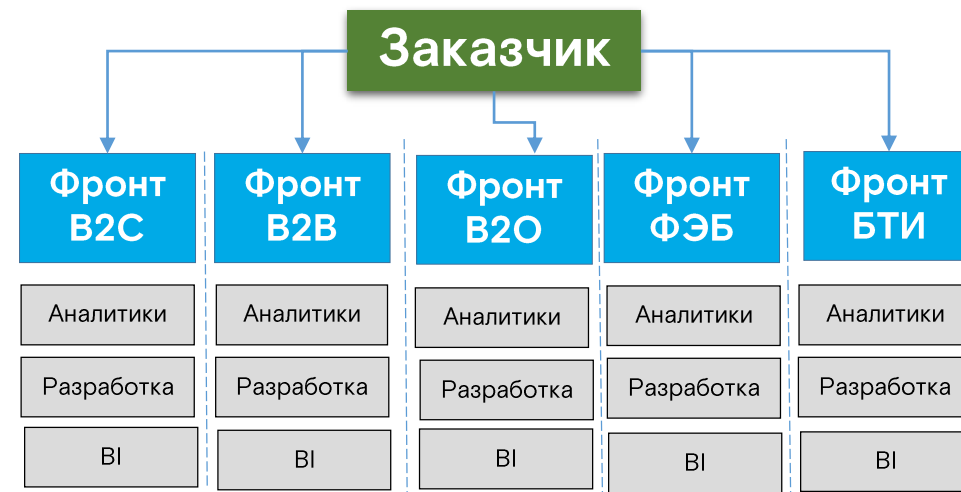 Заказчик
Фронт
B2C
Фронт
B2B
Фронт
B2O
Фронт
ФЭБ
Фронт
БТИ
Аналитики
Аналитики
Аналитики
Аналитики
Аналитики
Разработка
Разработка
Разработка
Разработка
Разработка
BI
BI
BI
BI
BI